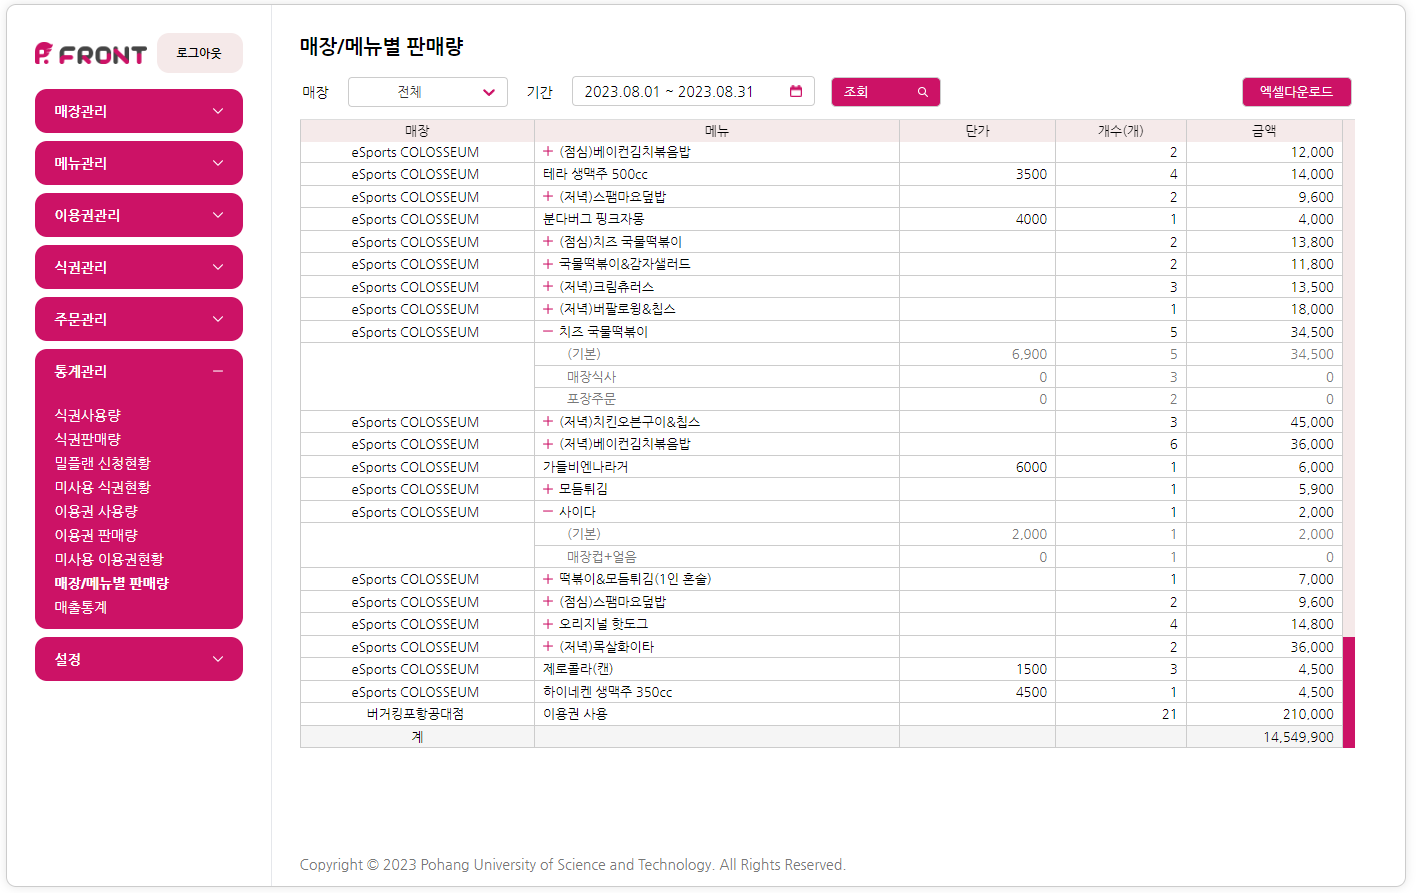 FRONT
로그아웃
매장관리
메뉴관리
이용권관리
식권관리
주문관리
통계관리
식권사용량
식권판매량
밀플랜 신청현황
미사용 식권현황
이용권 사용량
이용권 판매량
미사용 이용권현황
매장/메뉴별 판매량
매출통계
설정
매장/메뉴별 판매량
매장 전체 기간 2023.08.01 ~ 2023.08.31 조회 엑셀다운로드
매장 메뉴 단가 개수(개) 금액
eSports COLOSSEUM + (점심)베이컨김치볶음밥 2 12,000
eSports COLOSSEUM 테라 생맥주 500cc 3500 4 14,000
eSports COLOSSEUM + (저녁)스팸마요덮밥 2 9,600
eSports COLOSSEUM 분다버그 핑크자몽 4000 1 4,000
eSports COLOSSEUM + (점심)치즈 국물떡볶이 2 13,800
eSports COLOSSEUM + 국물떡볶이&감자샐러드 2 11,800
eSports COLOSSEUM + (저녁)크림츄러스 3 13,500
eSports COLOSSEUM + (저녁)버팔로윙&칩스 1 18,000
eSports COLOSSEUM − 치즈 국물떡볶이 5 34,500
(기본) 6,900 5 34,500
매장식사 0 3 0
포장주문 0 2 0
eSports COLOSSEUM + (저녁)치킨오븐구이&칩스 3 45,000
eSports COLOSSEUM + (저녁)베이컨김치볶음밥 6 36,000
eSports COLOSSEUM 가들비엔나라거 6000 1 6,000
eSports COLOSSEUM + 모듬튀김 1 5,900
eSports COLOSSEUM − 사이다 1 2,000
(기본) 2,000 1 2,000
매장컵+얼음 0 1 0
eSports COLOSSEUM + 떡볶이&모듬튀김(1인 혼술) 1 7,000
eSports COLOSSEUM + (점심)스팸마요덮밥 2 9,600
eSports COLOSSEUM + 오리지널 핫도그 4 14,800
eSports COLOSSEUM + (저녁)목살화이타 2 36,000
eSports COLOSSEUM 제로콜라(캔) 1500 3 4,500
eSports COLOSSEUM 하이네켄 생맥주 350cc 4500 1 4,500
버거킹포항공대점 이용권 사용 21 210,000
계 14,549,900
Copyright © 2023 Pohang University of Science and Technology. All Rights Reserved.